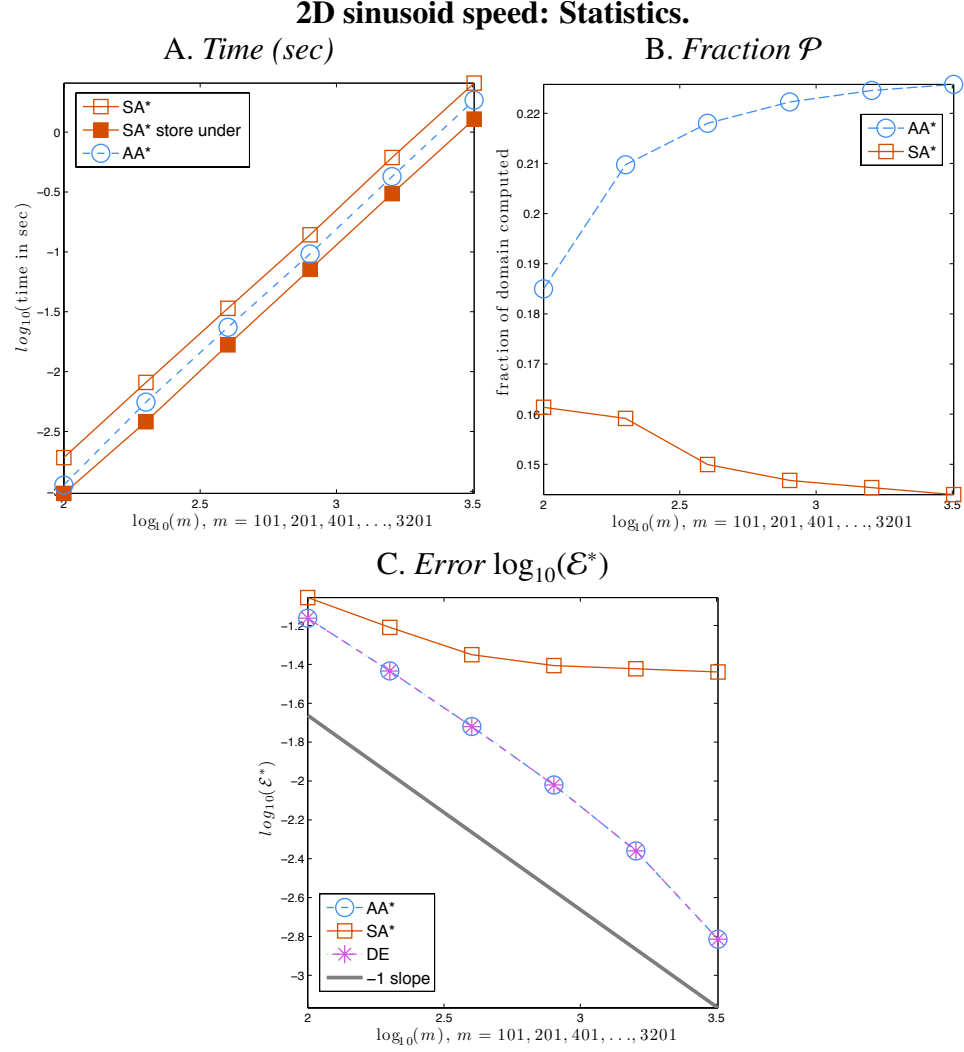 2D sinusoid speed: Statistics.
A. Time (sec)
SA*
SA* store under
AA*
log₁₀(time in sec)
0
−0.5
−1
−1.5
−2
−2.5
2
2.5
3
3.5
log₁₀(m), m = 101, 201, 401, ..., 3201
B. Fraction 𝒫
AA*
SA*
fraction of domain computed
0.22
0.21
0.2
0.19
0.18
0.17
0.16
0.15
2
2.5
3
3.5
log₁₀(m), m = 101, 201, 401, ..., 3201
C. Error log₁₀(ℰ*)
log₁₀(ℰ*)
−1.2
−1.4
−1.6
−1.8
−2
−2.2
−2.4
−2.6
−2.8
−3
AA*
SA*
DE
−1 slope
2
2.5
3
3.5
log₁₀(m), m = 101, 201, 401, ..., 3201